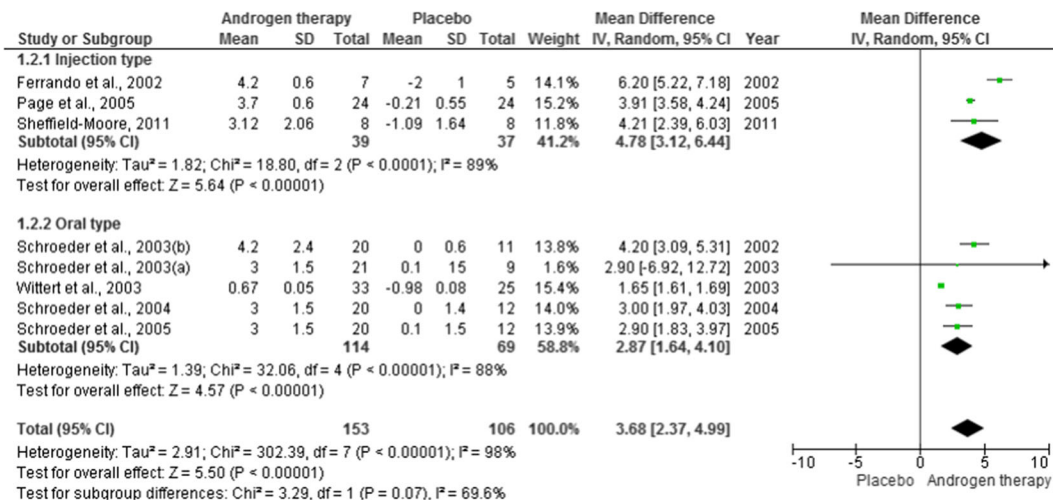 Androgen therapy Placebo Mean Difference Mean Difference
Study or Subgroup Mean SD Total Mean SD Total Weight IV, Random, 95% CI Year IV, Random, 95% CI
1.2.1 Injection type
Ferrando et al., 2002 4.2 0.6 7 -2 1 5 14.1% 6.20 [5.22, 7.18] 2002
Page et al., 2005 3.7 0.6 24 -0.21 0.55 24 15.2% 3.91 [3.58, 4.24] 2005
Sheffield-Moore, 2011 3.12 2.06 8 -1.09 1.64 8 11.8% 4.21 [2.39, 6.03] 2011
Subtotal (95% CI) 39 37 41.2% 4.78 [3.12, 6.44]
Heterogeneity: Tau² = 1.82; Chi² = 18.80, df = 2 (P < 0.0001); I² = 89%
Test for overall effect: Z = 5.64 (P < 0.00001)
1.2.2 Oral type
Schroeder et al., 2003(b) 4.2 2.4 20 0 0.6 11 13.8% 4.20 [3.09, 5.31] 2002
Schroeder et al., 2003(a) 3 1.5 21 0.1 15 9 1.6% 2.90 [-6.92, 12.72] 2003
Wittert et al., 2003 0.67 0.05 33 -0.98 0.08 25 15.4% 1.65 [1.61, 1.69] 2003
Schroeder et al., 2004 3 1.5 20 0 1.4 12 14.0% 3.00 [1.97, 4.03] 2004
Schroeder et al., 2005 3 1.5 20 0.1 1.5 12 13.9% 2.90 [1.83, 3.97] 2005
Subtotal (95% CI) 114 69 58.8% 2.87 [1.64, 4.10]
Heterogeneity: Tau² = 1.39; Chi² = 32.06, df = 4 (P < 0.00001); I² = 88%
Test for overall effect: Z = 4.57 (P < 0.00001)
Total (95% CI) 153 106 100.0% 3.68 [2.37, 4.99]
Heterogeneity: Tau² = 2.91; Chi² = 302.39, df = 7 (P < 0.00001); I² = 98%
Test for overall effect: Z = 5.50 (P < 0.00001)
Test for subgroup differences: Chi² = 3.29, df = 1 (P = 0.07), I² = 69.6%
-10 -5 0 5 10
Placebo Androgen therapy